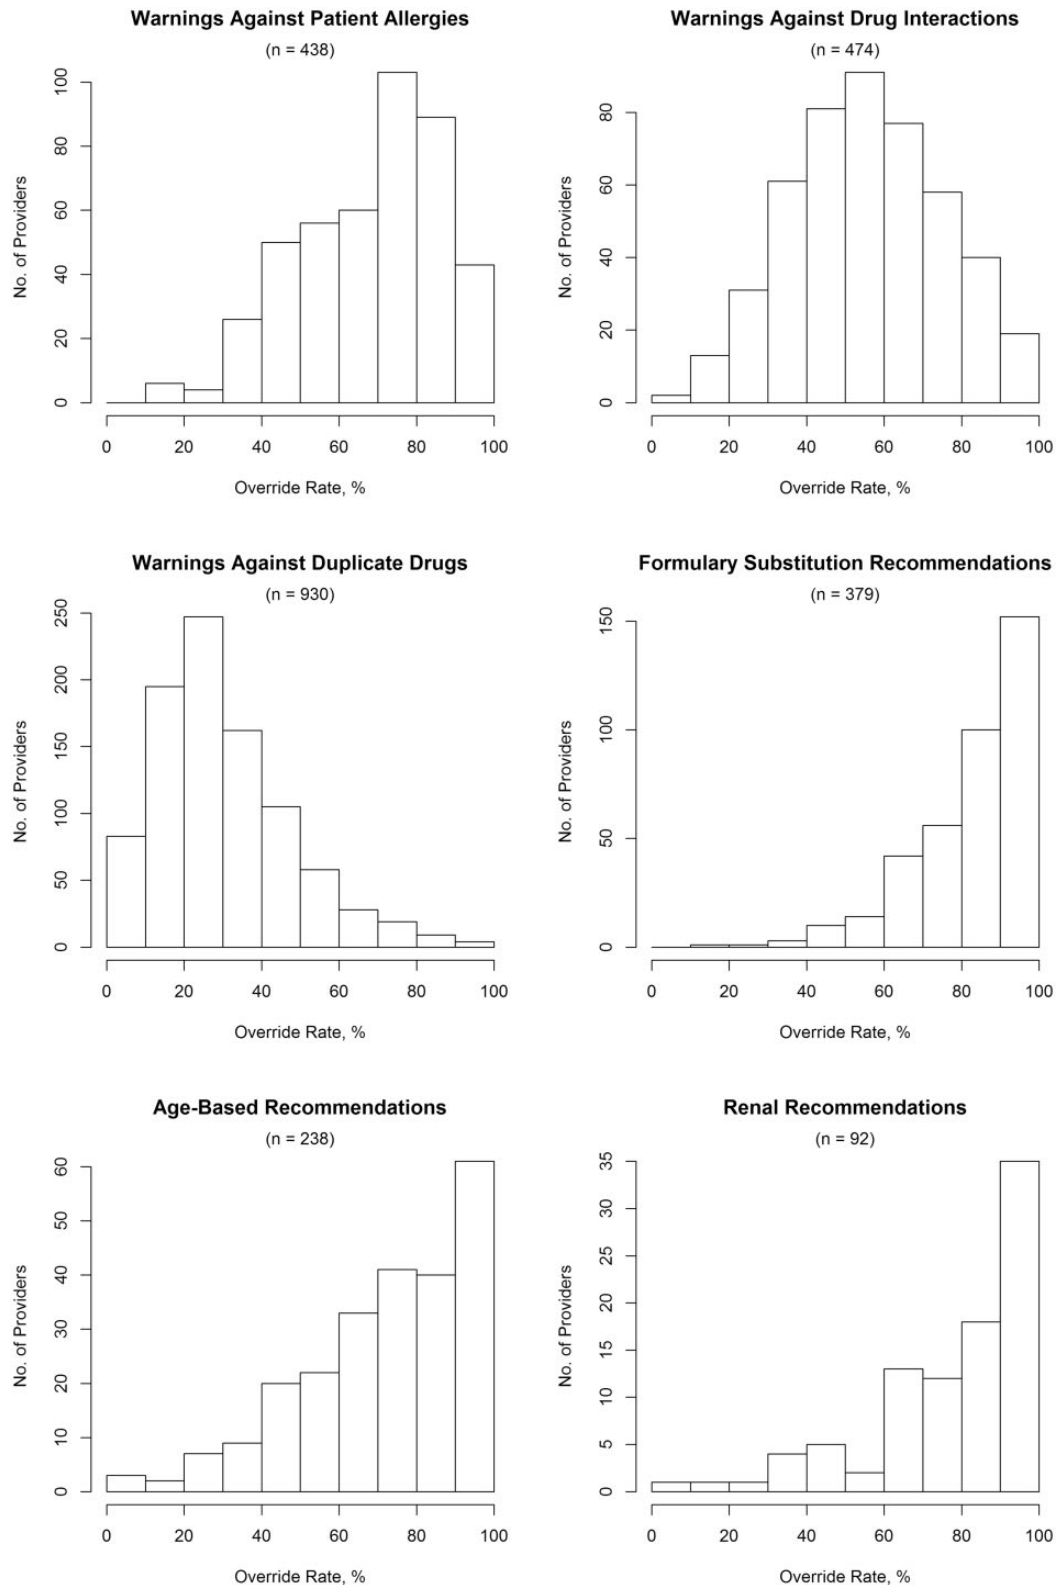 Warnings Against Patient Allergies
(n = 438)
No. of Providers
100
80
60
40
20
0
0 20 40 60 80 100
Override Rate, %
Warnings Against Drug Interactions
(n = 474)
No. of Providers
80
60
40
20
0
0 20 40 60 80 100
Override Rate, %
Warnings Against Duplicate Drugs
(n = 930)
No. of Providers
250
200
150
100
50
0
0 20 40 60 80 100
Override Rate, %
Formulary Substitution Recommendations
(n = 379)
No. of Providers
150
100
50
0
0 20 40 60 80 100
Override Rate, %
Age-Based Recommendations
(n = 238)
No. of Providers
60
50
40
30
20
10
0
0 20 40 60 80 100
Override Rate, %
Renal Recommendations
(n = 92)
No. of Providers
35
30
25
20
15
10
5
0
0 20 40 60 80 100
Override Rate, %